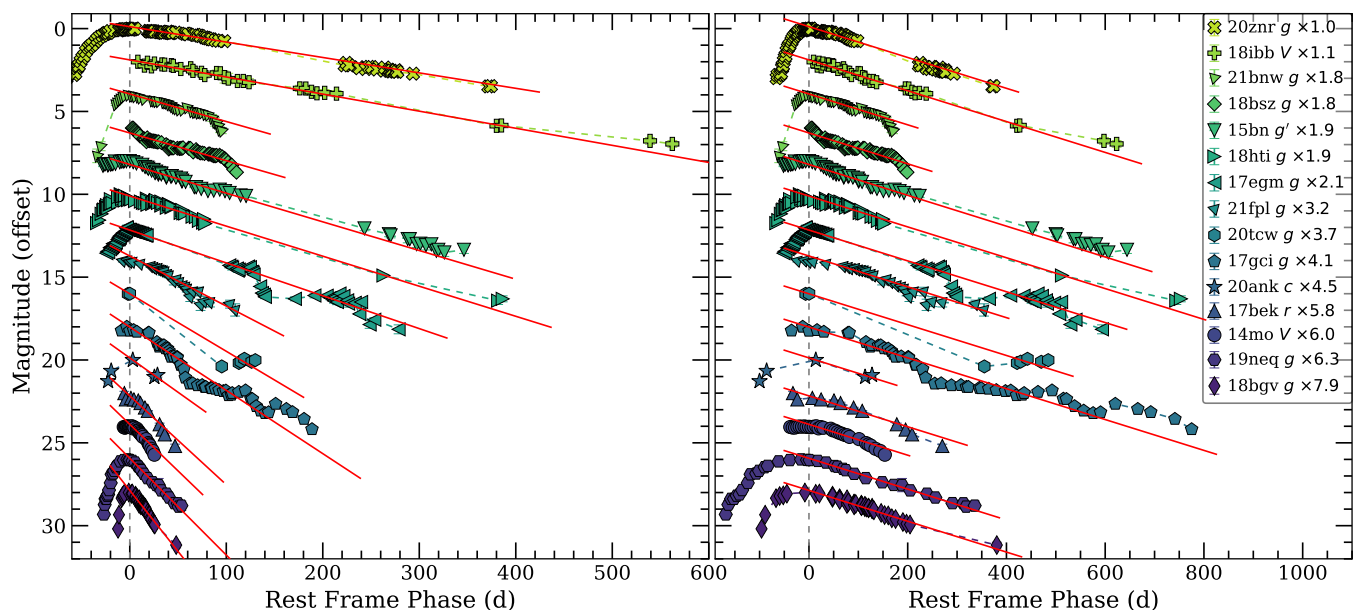 Magnitude (offset)
0
5
10
15
20
25
30
0 100 200 300 400 500 600
Rest Frame Phase (d)
0 200 400 600 800 1000
Rest Frame Phase (d)
20znr g ×1.0
18ibb V ×1.1
21bnw g ×1.8
18bsz g ×1.8
15bn g′ ×1.9
18hti g ×1.9
17egm g ×2.1
21fpl g ×3.2
20tcw g ×3.7
17gci g ×4.1
20ank c ×4.5
17bek r ×5.8
14mo V ×6.0
19neq g ×6.3
18bgv g ×7.9